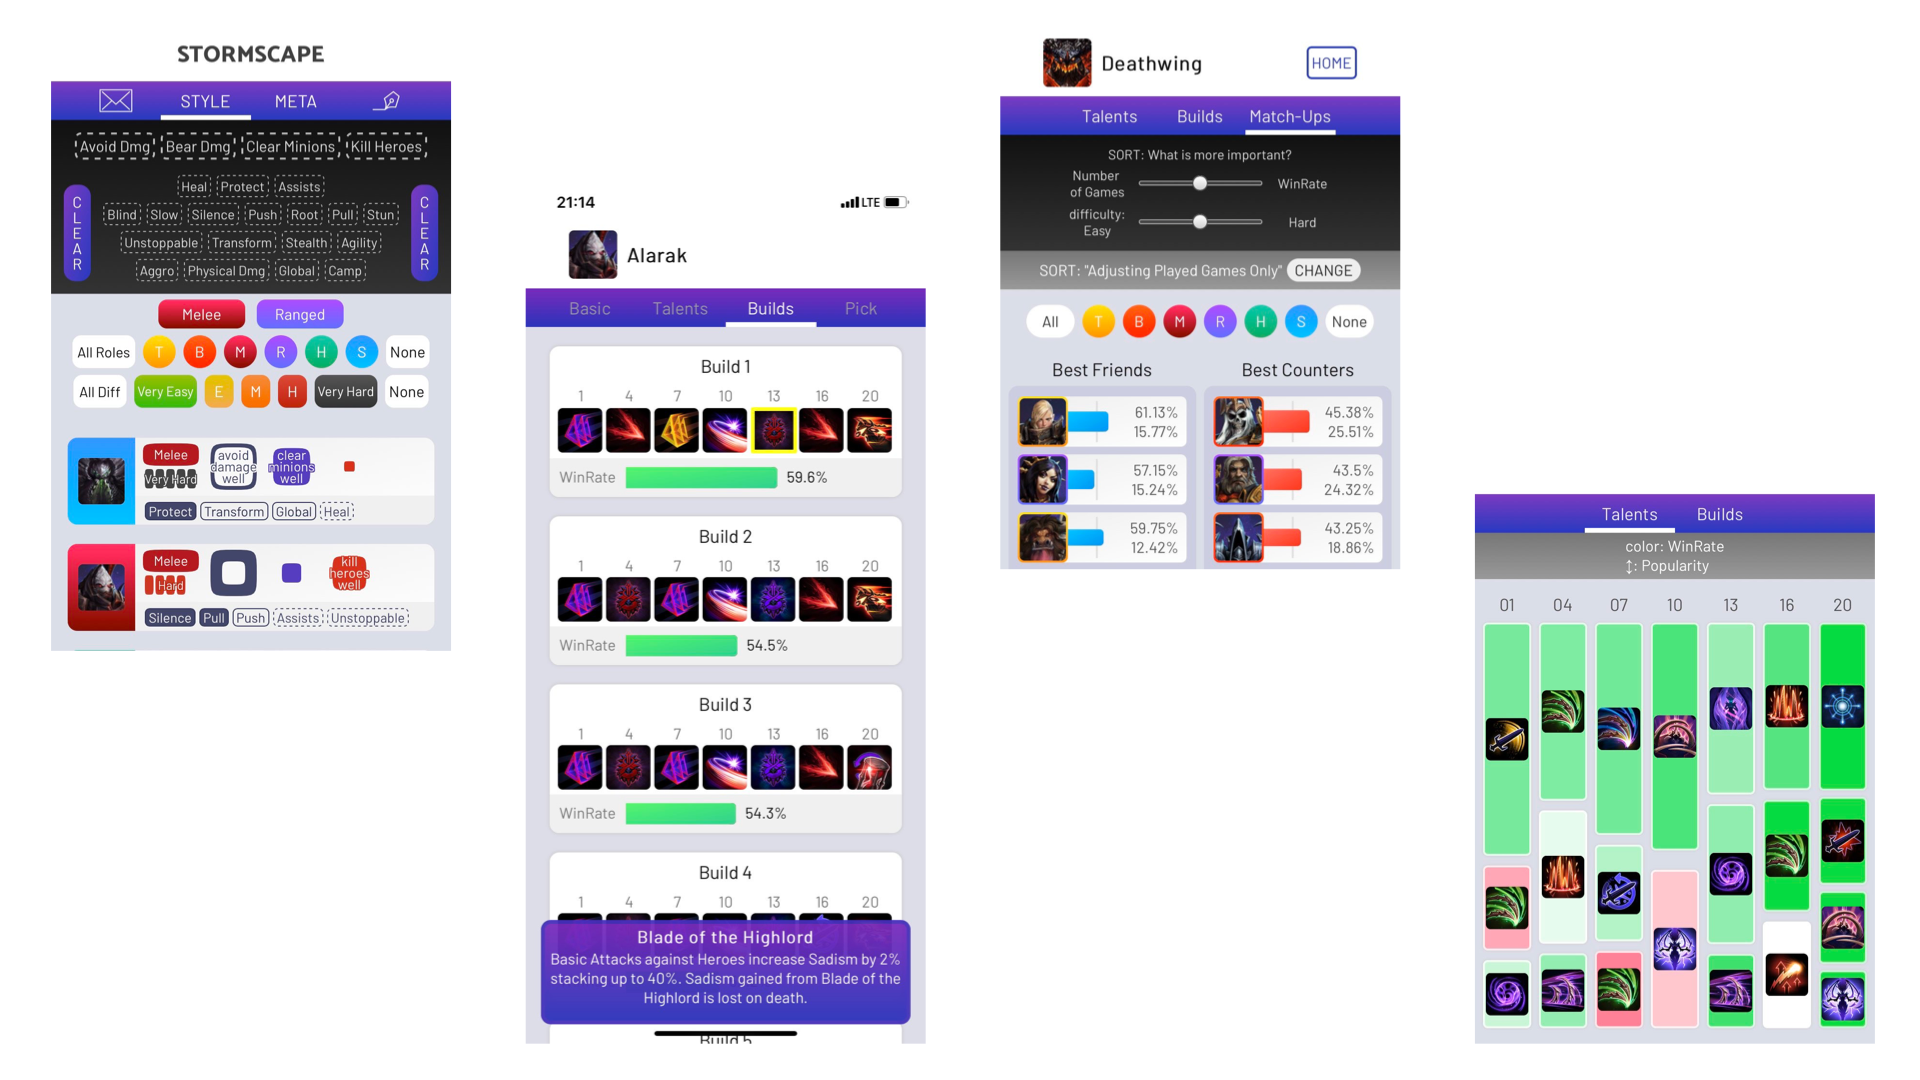 STORMSCAPE
STYLE META
Avoid Dmg Bear Dmg Clear Minions Kill Heroes
Heal Protect Assists
Blind Slow Silence Push Root Pull Stun
Unstoppable Transform Stealth Agility
Aggro Physical Dmg Global Camp
CLEAR
CLEAR
Melee Ranged
All Roles T B M R H S None
All Diff Very Easy E M H Very Hard None
Melee
Very Hard
avoid damage well
clear minions well
Protect Transform Global Heal
Melee
Hard
kill heroes well
Silence Pull Push Assists Unstoppable
21:14 LTE
Alarak
Basic Talents Builds Pick
Build 1
1 4 7 10 13 16 20
WinRate 59.6%
Build 2
1 4 7 10 13 16 20
WinRate 54.5%
Build 3
1 4 7 10 13 16 20
WinRate 54.3%
Build 4
1 4 7 10 13 16 20
Blade of the Highlord
Basic Attacks against Heroes increase Sadism by 2%
stacking up to 40%. Sadism gained from Blade of the
Highlord is lost on death.
Build 5
Deathwing HOME
Talents Builds Match-Ups
SORT: What is more important?
Number
of Games
WinRate
difficulty:
Easy
Hard
SORT: "Adjusting Played Games Only" CHANGE
All T B M R H S None
Best Friends
61.13%
15.77%
57.15%
15.24%
59.75%
12.42%
Best Counters
45.38%
25.51%
43.5%
24.32%
43.25%
18.86%
Talents Builds
color: WinRate
↕: Popularity
01 04 07 10 13 16 20